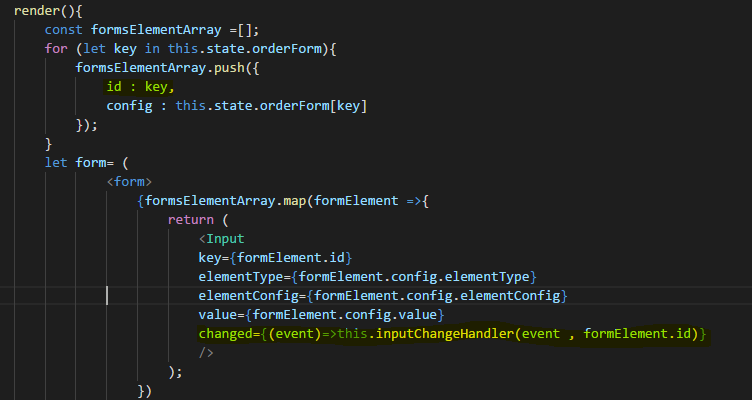 render(){
const formsElementArray =[];
for (let key in this.state.orderForm){
formsElementArray.push({
id : key,
config : this.state.orderForm[key]
});
}
let form= (
<form>
{formsElementArray.map(formElement =>{
return (
<Input
key={formElement.id}
elementType={formElement.config.elementType}
elementConfig={formElement.config.elementConfig}
value={formElement.config.value}
changed={(event)=>this.inputChangeHandler(event , formElement.id)}
/>
);
})